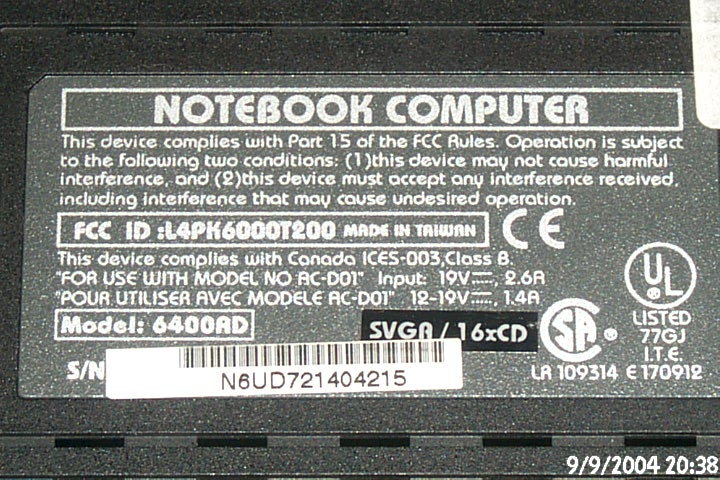 NOTEBOOK COMPUTER
This device complies with Part 15 of the FCC Rules. Operation is subject
to the following two conditions: (1)this device may not cause harmful
interference, and (2)this device must accept any interference received,
including interference that may cause undesired operation.
FCC ID :L4PK6000T200 MADE IN TAIWAN CE
This device complies with Canada ICES-003,Class B.
"FOR USE WITH MODEL NO AC-D01" Input: 19V⎓, 2.6A
"POUR UTILISER AVEC MODELE AC-D01" 12-19V⎓, 1.4A
UL ®
LISTED
77GJ
I.T.E.
E170912
Model: 6400AD SVGA / 16xCD
SA ®
LR 109314
S/N
N6UD721404215
9/9/2004 20:38